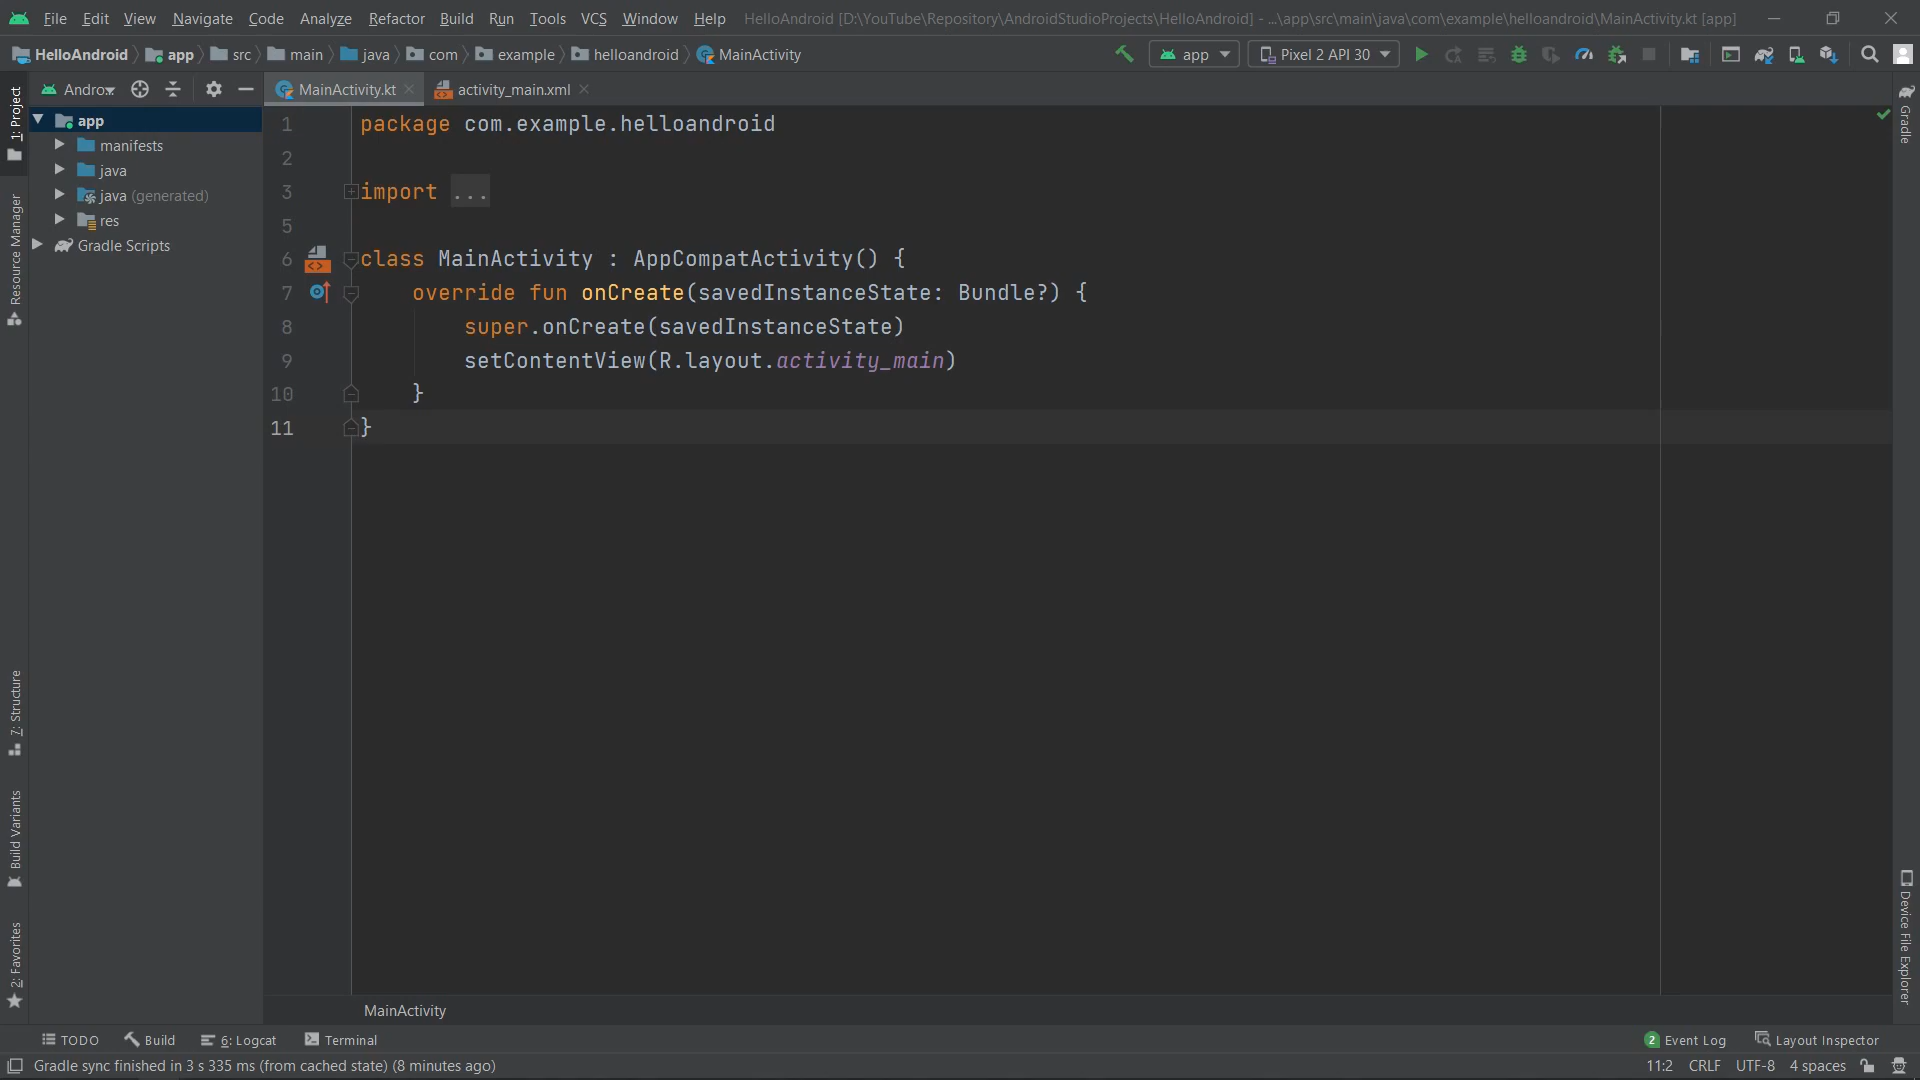 File Edit View Navigate Code Analyze Refactor Build Run Tools VCS Window Help HelloAndroid [D:\YouTube\Repository\AndroidStudioProjects\HelloAndroid] - ...\app\src\main\java\com\example\helloandroid\MainActivity.kt [app]
HelloAndroid app src main java com example helloandroid MainActivity app Pixel 2 API 30
Andro... MainActivity.kt activity_main.xml
1: Project
Resource Manager
7: Structure
Build Variants
2: Favorites
app
manifests
java
java (generated)
res
Gradle Scripts
1 package com.example.helloandroid
2
3 import ...
5
6 class MainActivity : AppCompatActivity() {
7 override fun onCreate(savedInstanceState: Bundle?) {
8 super.onCreate(savedInstanceState)
9 setContentView(R.layout.activity_main)
10 }
11 }
Gradle
Device File Explorer
MainActivity
TODO Build 6: Logcat Terminal 2 Event Log Layout Inspector
Gradle sync finished in 3 s 335 ms (from cached state) (8 minutes ago) 11:2 CRLF UTF-8 4 spaces